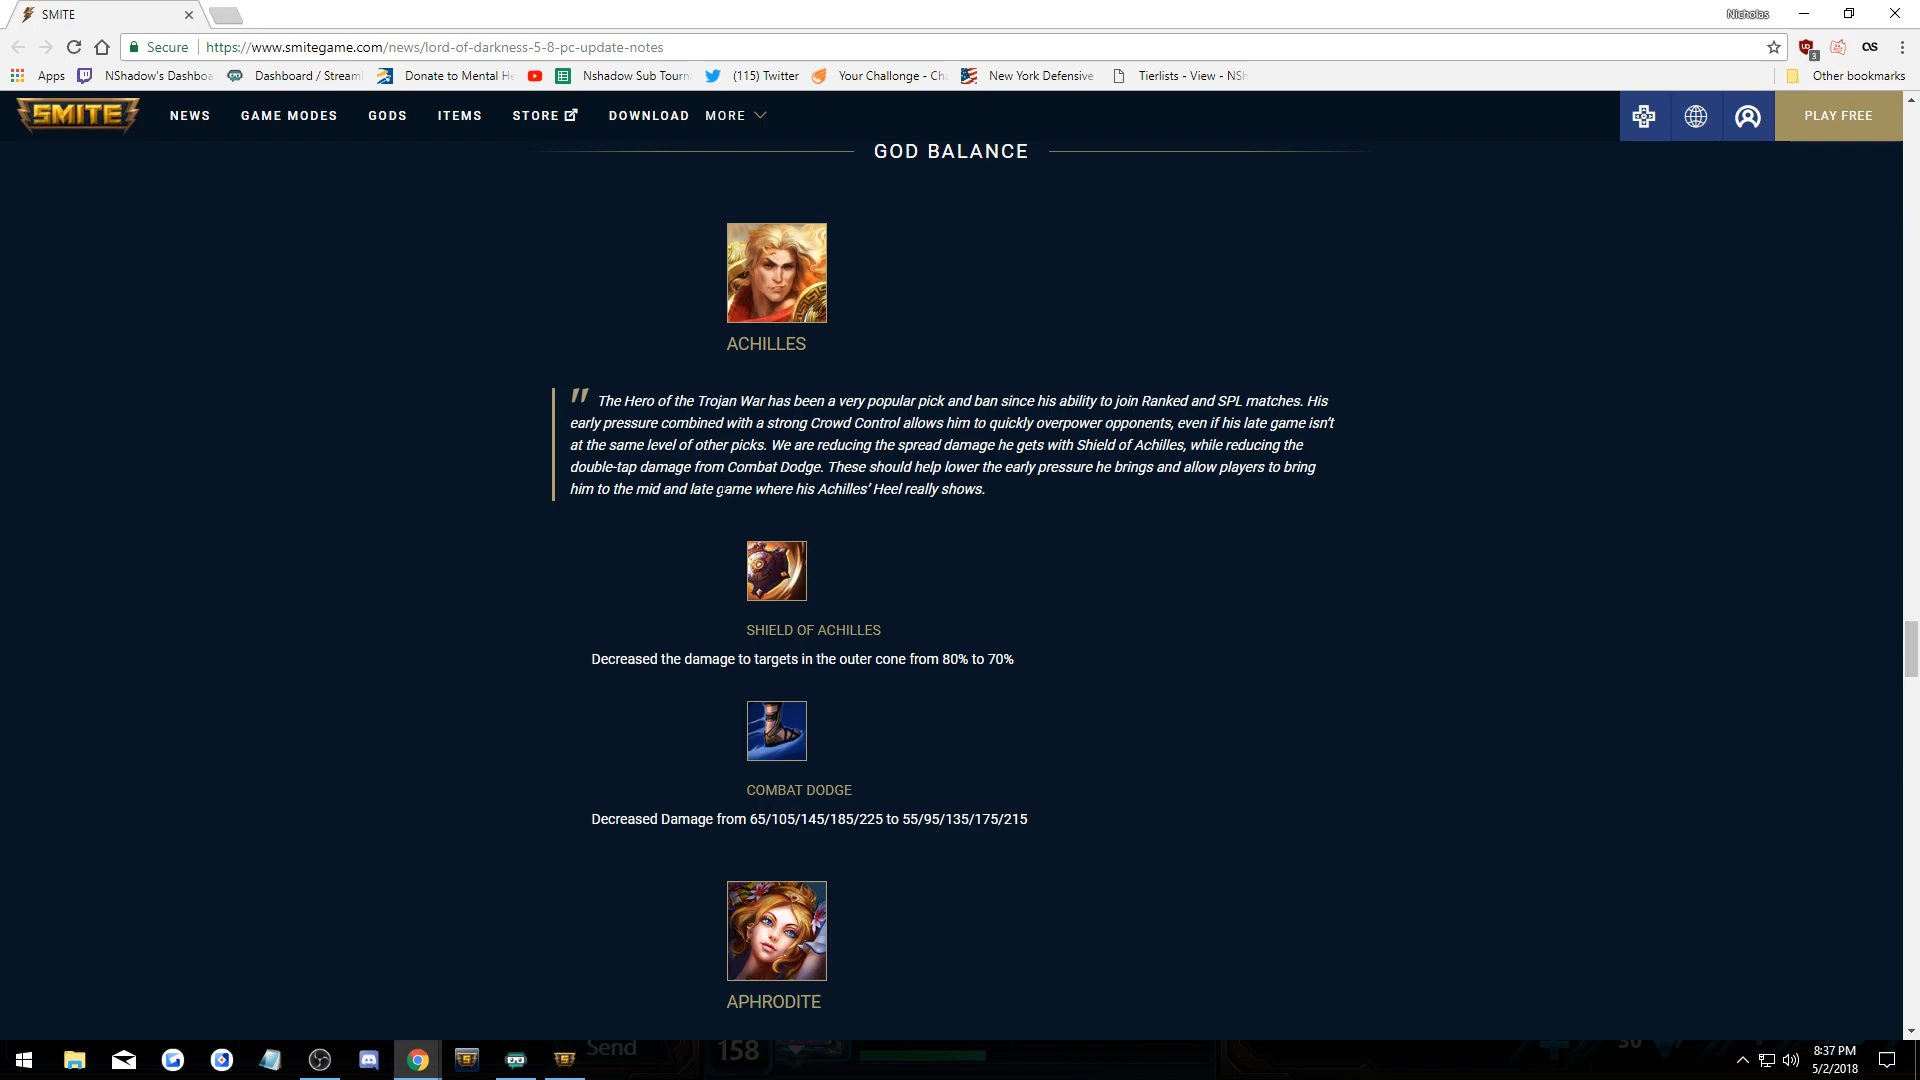 SMITE
Nicholas
Secure https://www.smitegame.com/news/lord-of-darkness-5-8-pc-update-notes
3
Apps NShadow's Dashboa Dashboard / Stream Donate to Mental He Nshadow Sub Tourn (115) Twitter Your Challonge - Ch New York Defensive Tierlists - View - NSh Other bookmarks
SMITE NEWS GAME MODES GODS ITEMS STORE DOWNLOAD MORE PLAY FREE
GOD BALANCE
ACHILLES
" The Hero of the Trojan War has been a very popular pick and ban since his ability to join Ranked and SPL matches. His
early pressure combined with a strong Crowd Control allows him to quickly overpower opponents, even if his late game isn't
at the same level of other picks. We are reducing the spread damage he gets with Shield of Achilles, while reducing the
double-tap damage from Combat Dodge. These should help lower the early pressure he brings and allow players to bring
him to the mid and late game where his Achilles' Heel really shows.
SHIELD OF ACHILLES
Decreased the damage to targets in the outer cone from 80% to 70%
COMBAT DODGE
Decreased Damage from 65/105/145/185/225 to 55/95/135/175/215
APHRODITE
Send 158 30
8:37 PM
5/2/2018